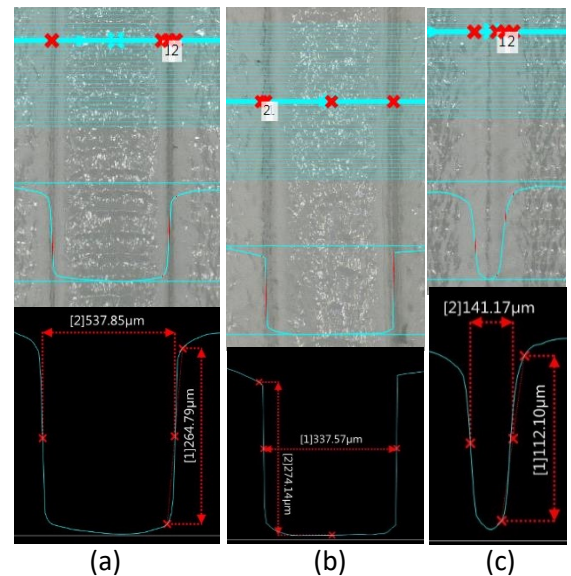 12
2.
12
[2]537.85µm
[1]264.79µm
[1]337.57µm
[2]274.14µm
[2]141.17µm
[1]112.10µm
(a)
(b)
(c)